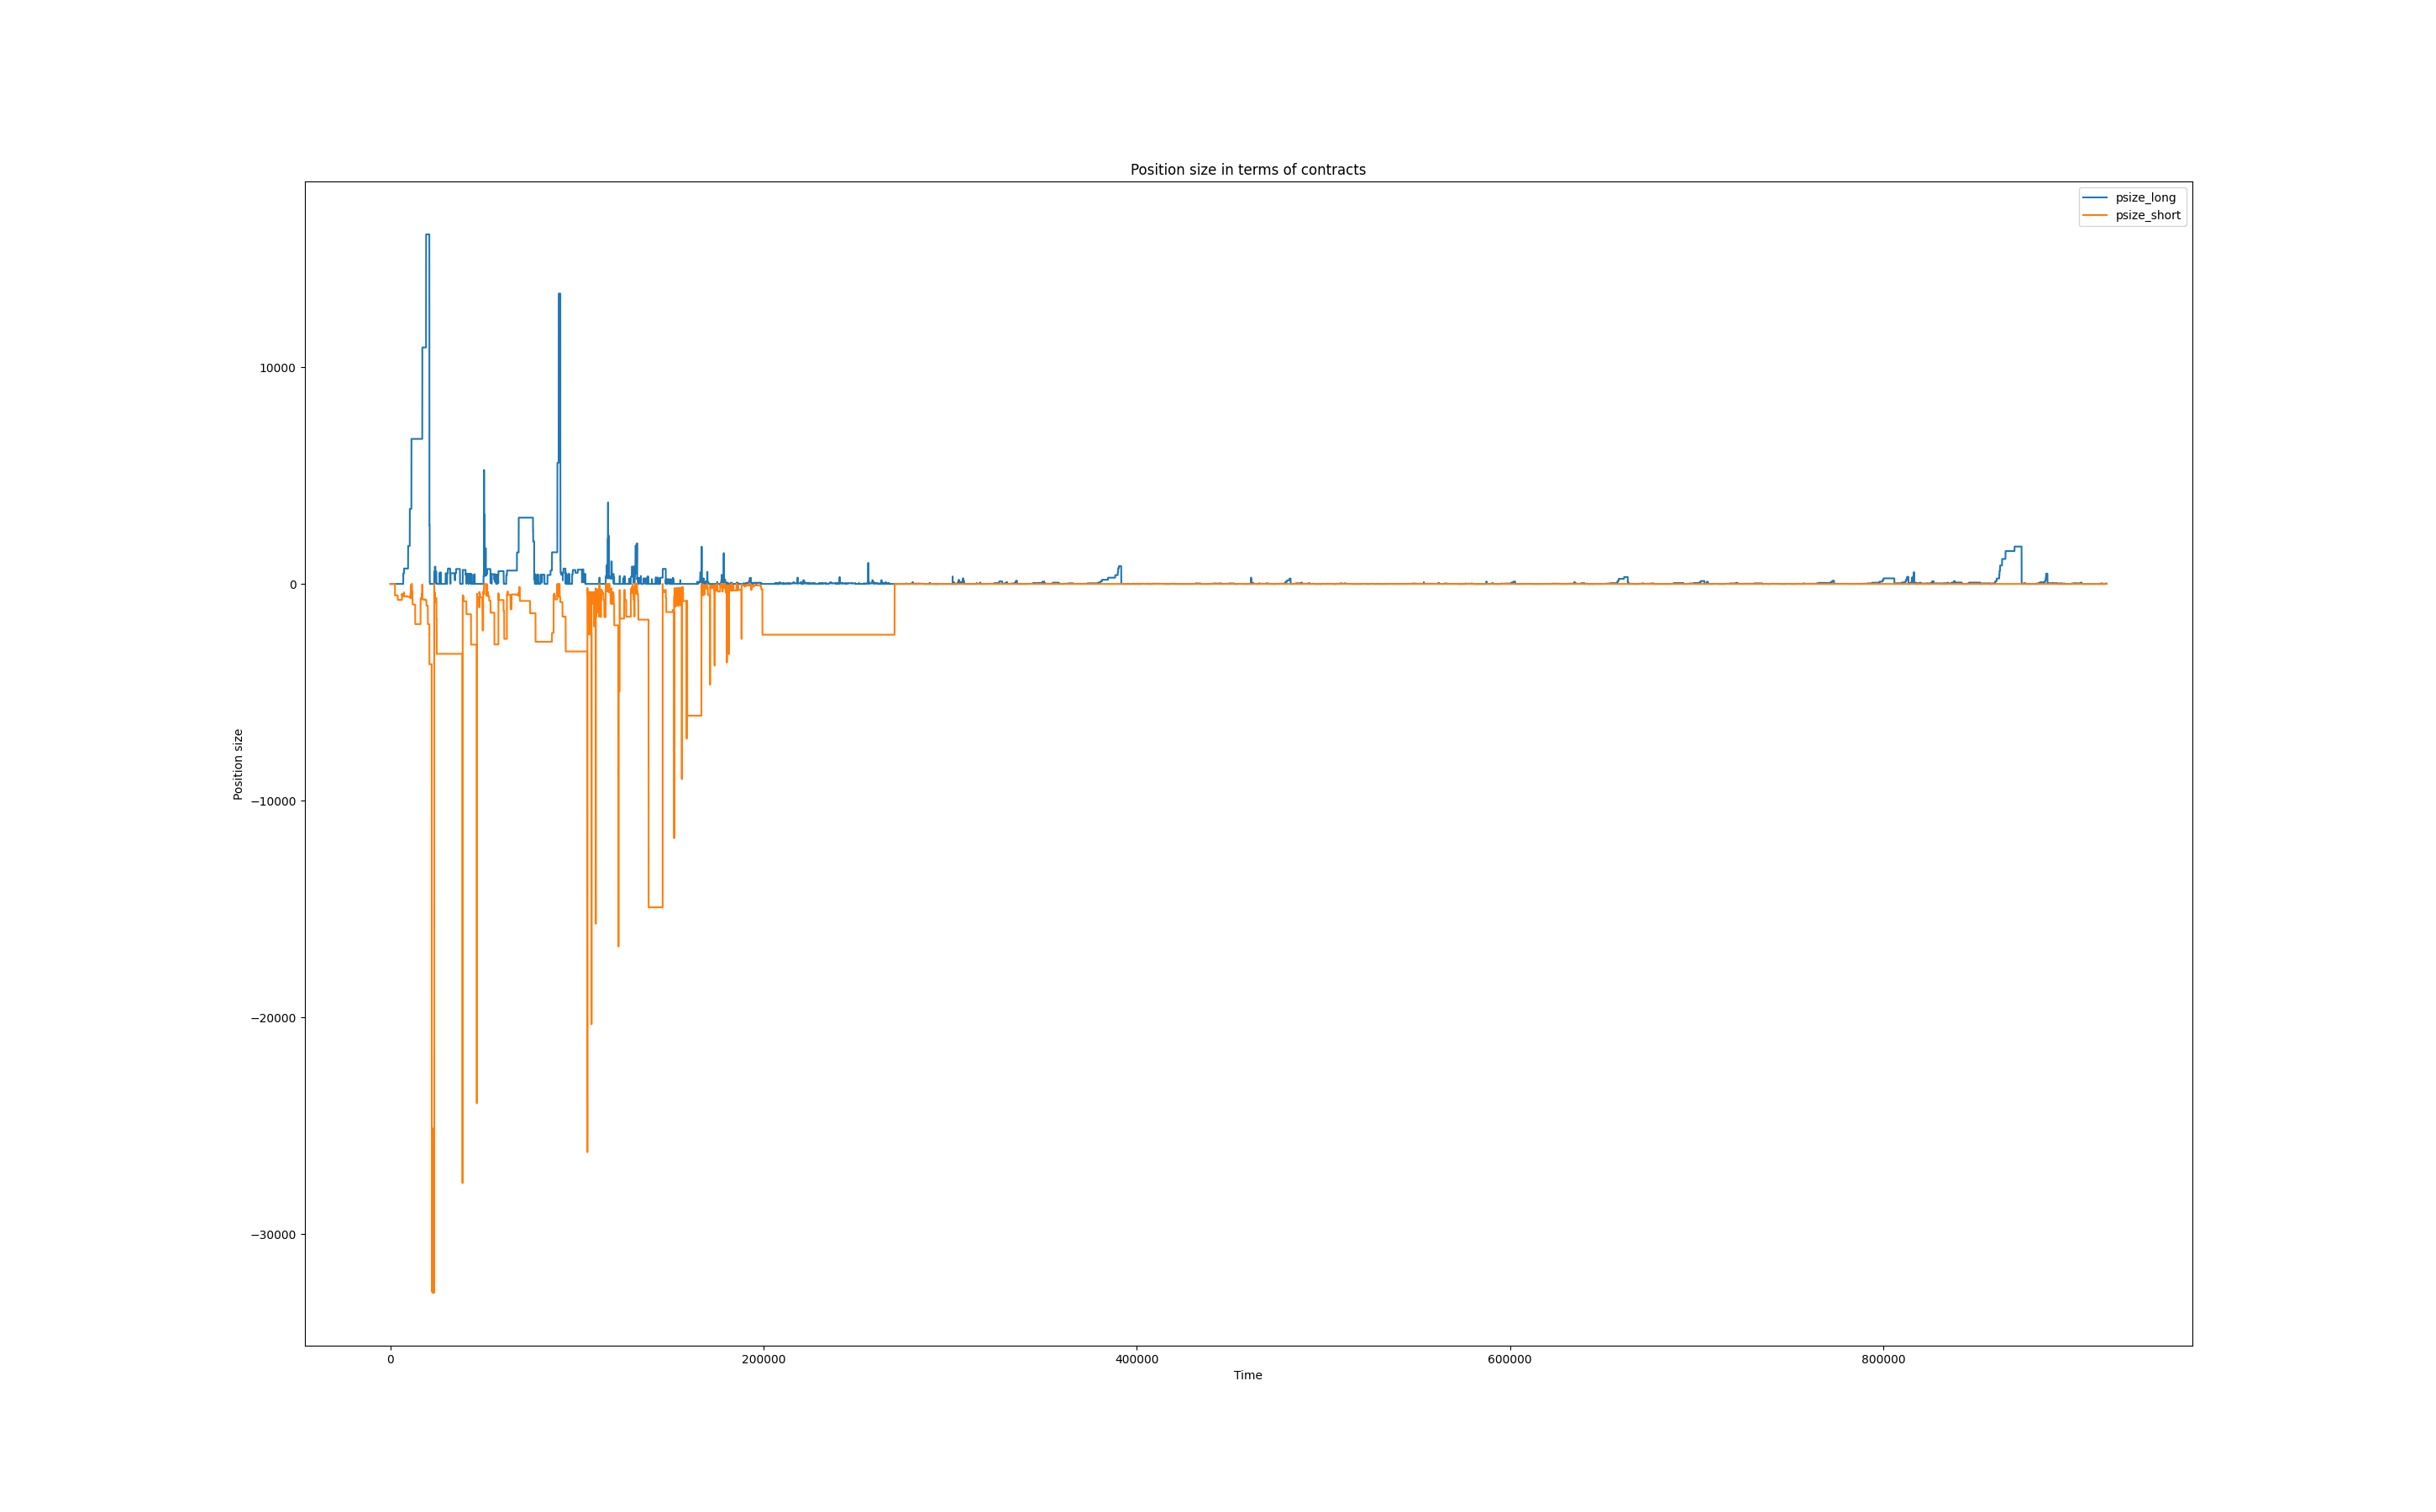 Position size in terms of contracts
psize_long
psize_short
10000
0
−10000
−20000
−30000
Position size
0
200000
400000
600000
800000
Time